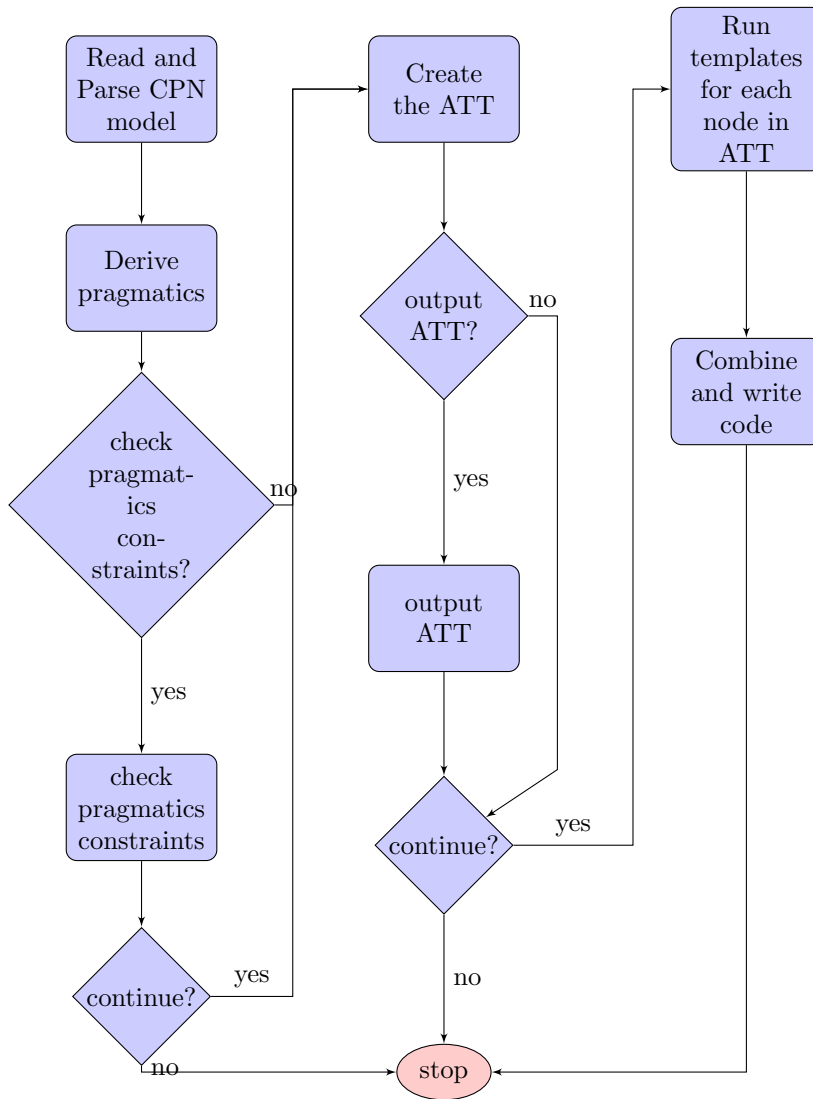 Read and
Parse CPN
model
Derive
pragmatics
check
pragmat-
ics
con-
straints?
no
yes
check
pragmatics
constraints
continue?
yes
no
Create
the ATT
output
ATT?
no
yes
output
ATT
continue?
yes
no
stop
Run
templates
for each
node in
ATT
Combine
and write
code